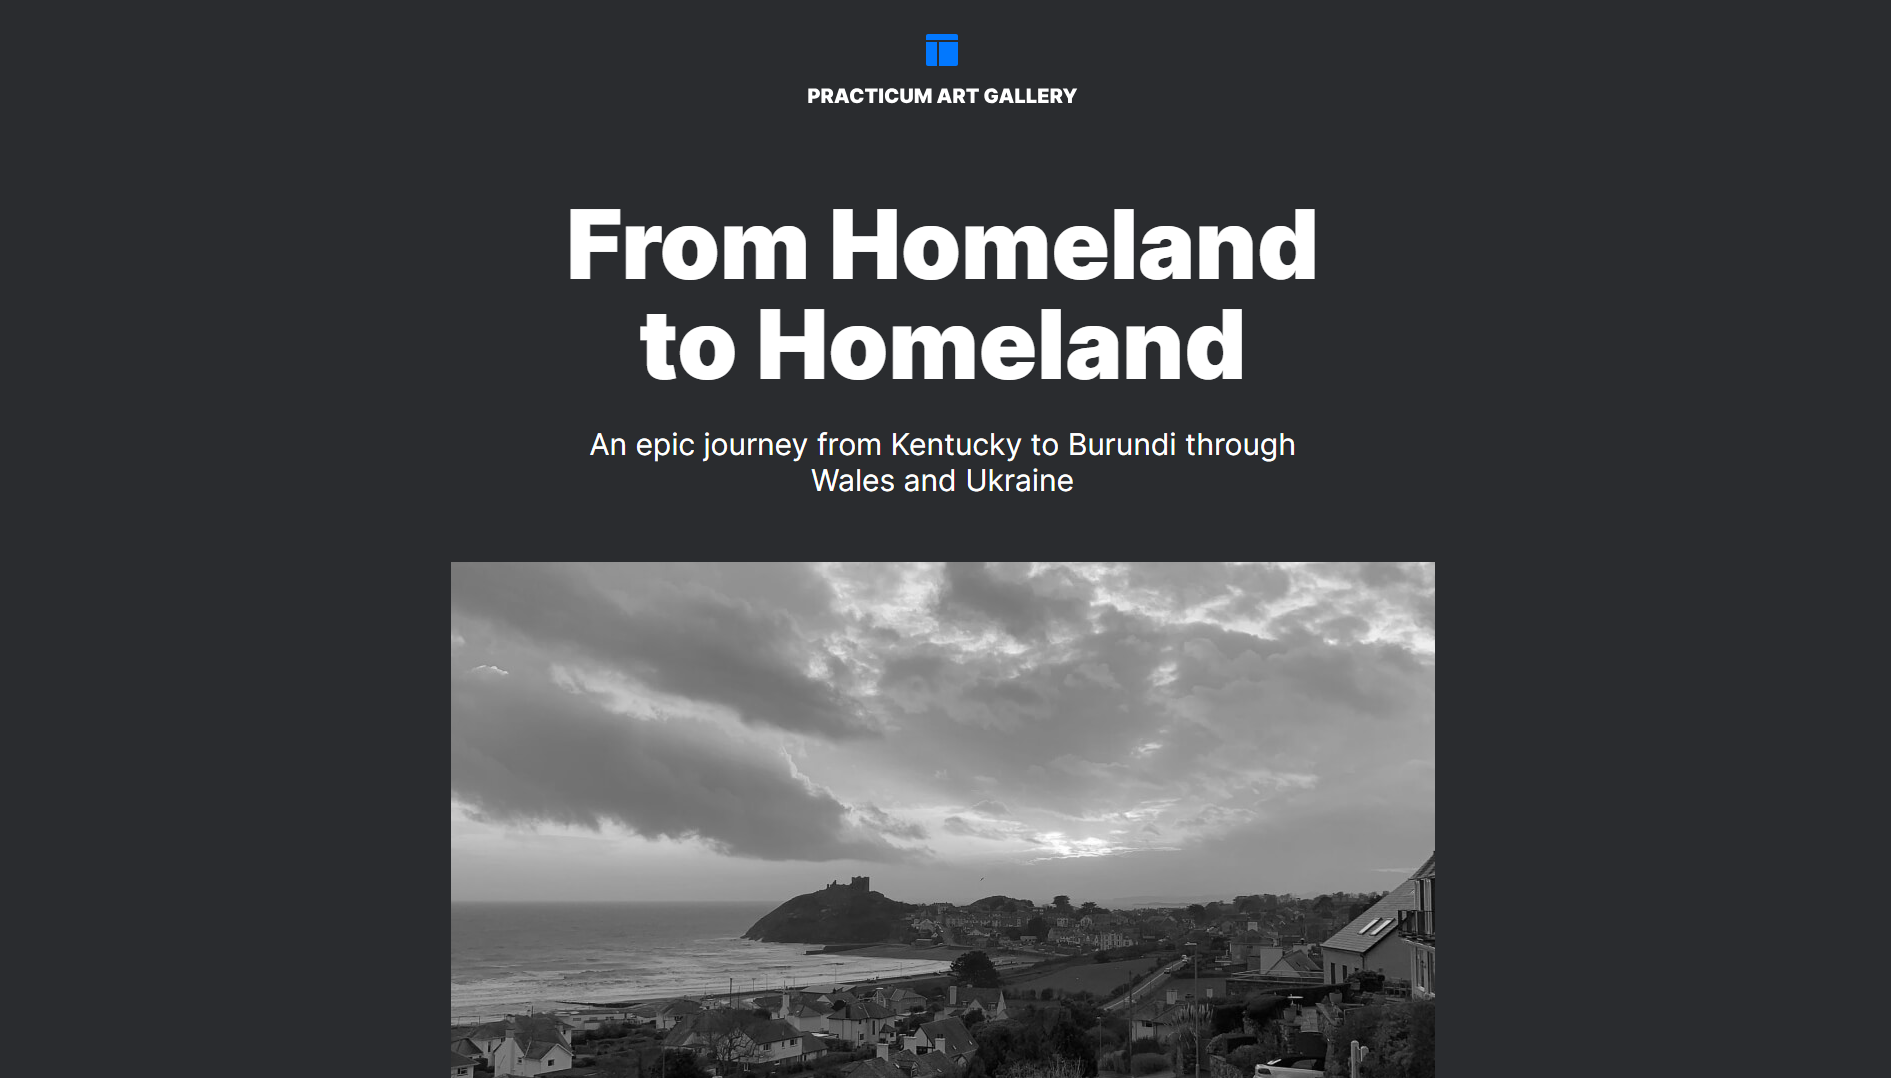 PRACTICUM ART GALLERY
From Homeland
to Homeland
An epic journey from Kentucky to Burundi through
Wales and Ukraine